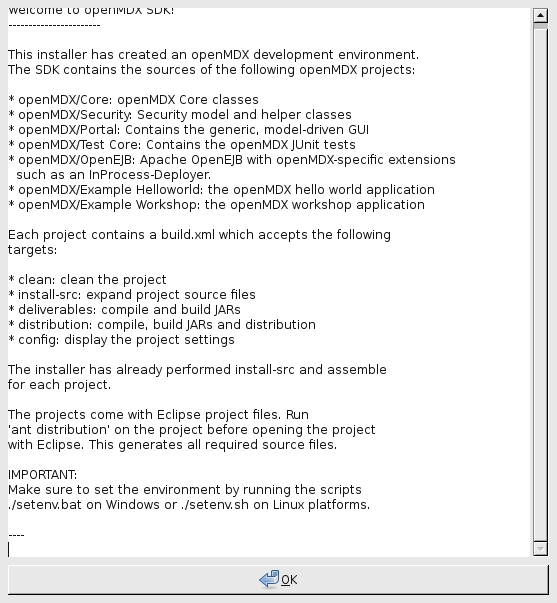 Welcome to openMDX SDK!
-----------------------
This installer has created an openMDX development environment.
The SDK contains the sources of the following openMDX projects:
* openMDX/Core: openMDX Core classes
* openMDX/Security: Security model and helper classes
* openMDX/Portal: Contains the generic, model-driven GUI
* openMDX/Test Core: Contains the openMDX JUnit tests
* openMDX/OpenEJB: Apache OpenEJB with openMDX-specific extensions
such as an InProcess-Deployer.
* openMDX/Example Helloworld: the openMDX hello world application
* openMDX/Example Workshop: the openMDX workshop application
Each project contains a build.xml which accepts the following
targets:
* clean: clean the project
* install-src: expand project source files
* deliverables: compile and build JARs
* distribution: compile, build JARs and distribution
* config: display the project settings
The installer has already performed install-src and assemble
for each project.
The projects come with Eclipse project files. Run
'ant distribution' on the project before opening the project
with Eclipse. This generates all required source files.
IMPORTANT:
Make sure to set the environment by running the scripts
./setenv.bat on Windows or ./setenv.sh on Linux platforms.
----
OK